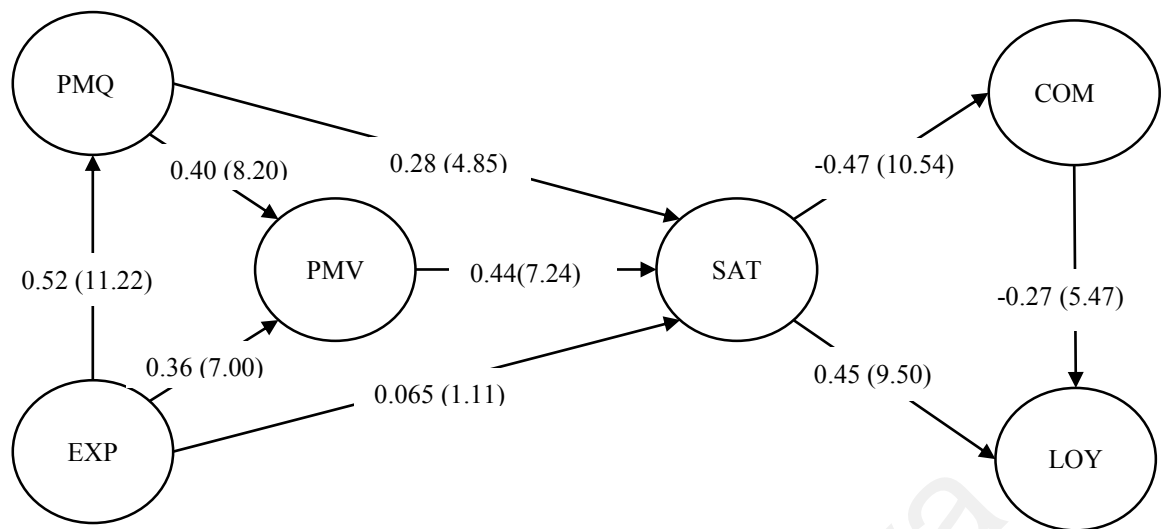 PMQ
COM
0.40 (8.20)
0.28 (4.85)
-0.47 (10.54)
0.52 (11.22)
PMV
0.44(7.24)
SAT
-0.27 (5.47)
0.36 (7.00)
0.065 (1.11)
0.45 (9.50)
EXP
LOY